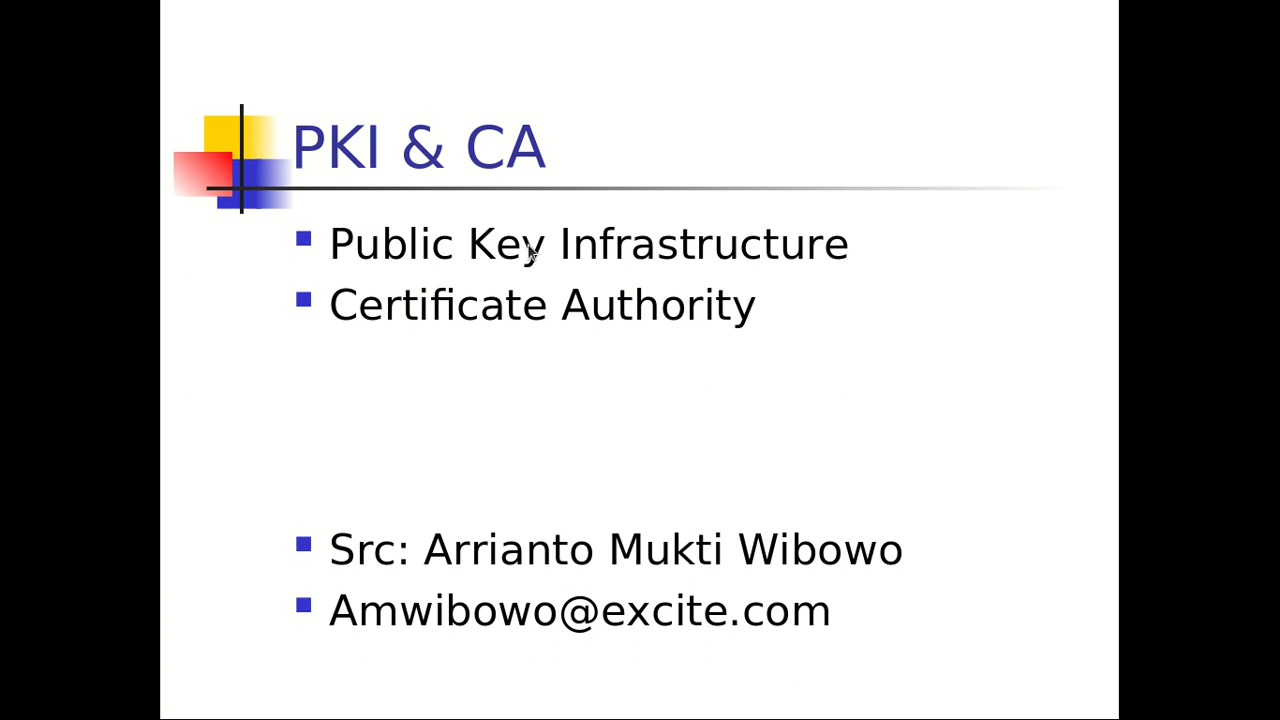 PKI & CA
Public Key Infrastructure
Certificate Authority
Src: Arrianto Mukti Wibowo
Amwibowo@excite.com